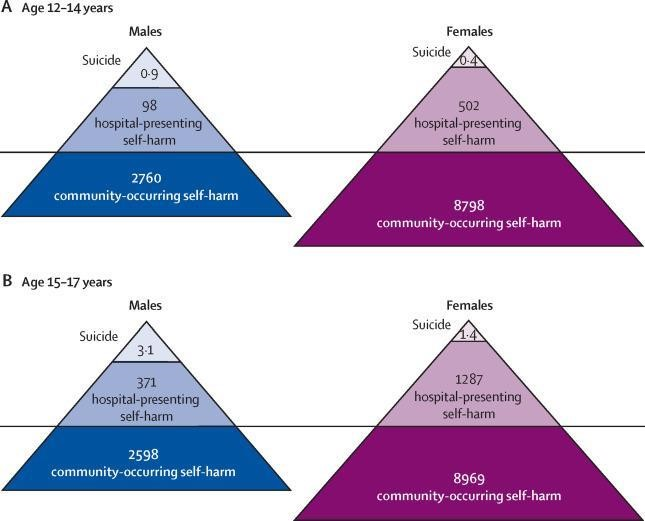 A Age 12–14 years
Males
Females
Suicide
0·9
98
hospital-presenting
self-harm
2760
community-occurring self-harm
Suicide
0·4
502
hospital-presenting
self-harm
8798
community-occurring self-harm
B Age 15–17 years
Males
Females
Suicide
3·1
371
hospital-presenting
self-harm
2598
community-occurring self-harm
Suicide
1·4
1287
hospital-presenting
self-harm
8969
community-occurring self-harm